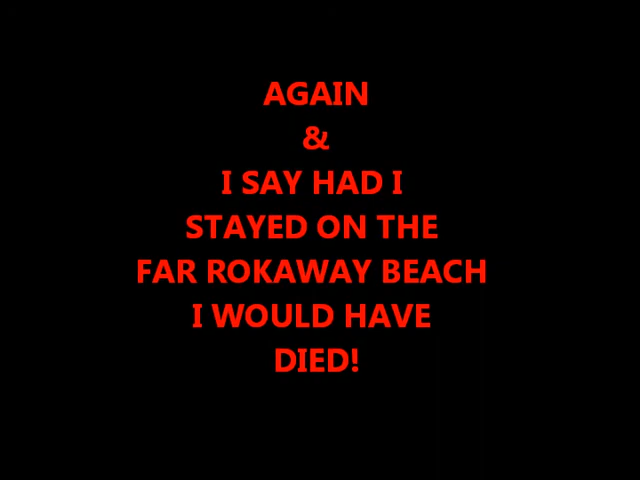 AGAIN
&
I SAY HAD I
STAYED ON THE
FAR ROKAWAY BEACH
I WOULD HAVE
DIED!